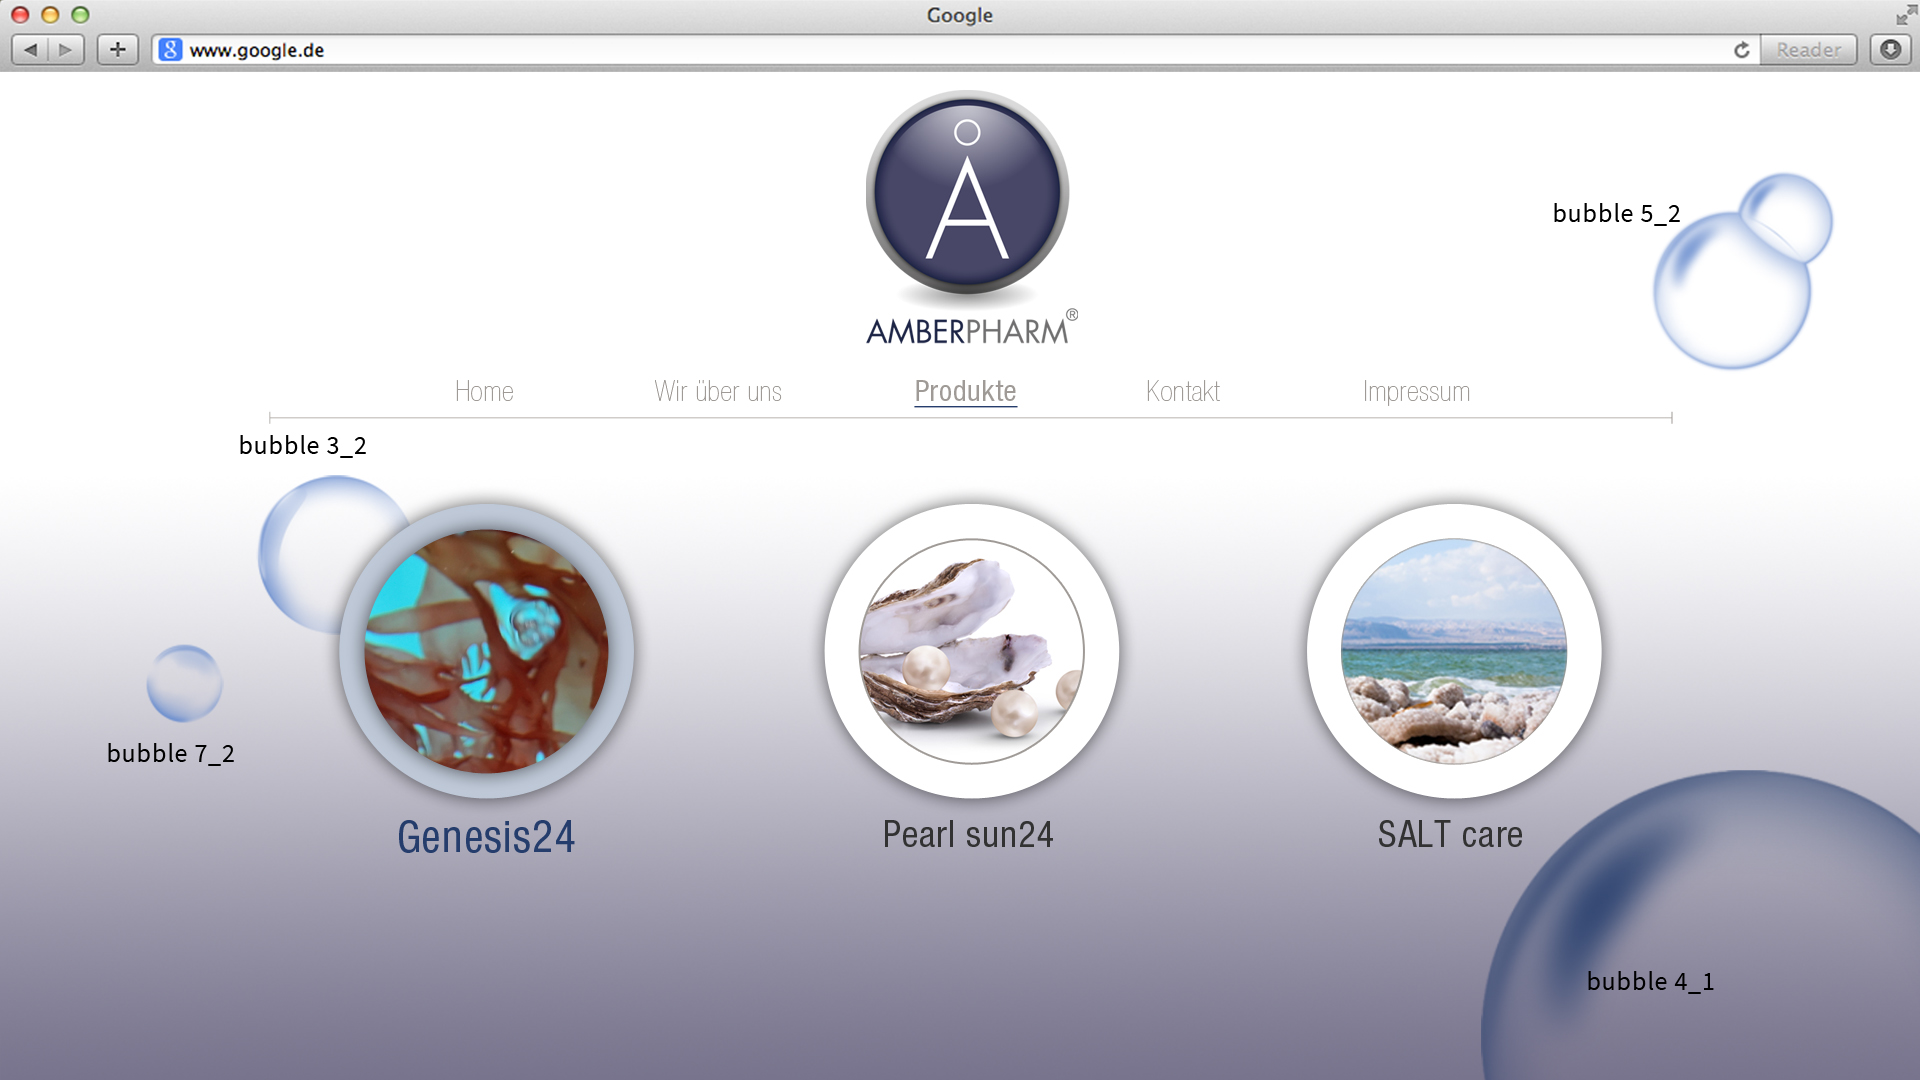 Google
www.google.de
Reader
Å
AMBERPHARM®
bubble 5_2
Home Wir über uns Produkte Kontakt Impressum
bubble 3_2
bubble 7_2
Genesis24 Pearl sun24 SALT care
bubble 4_1